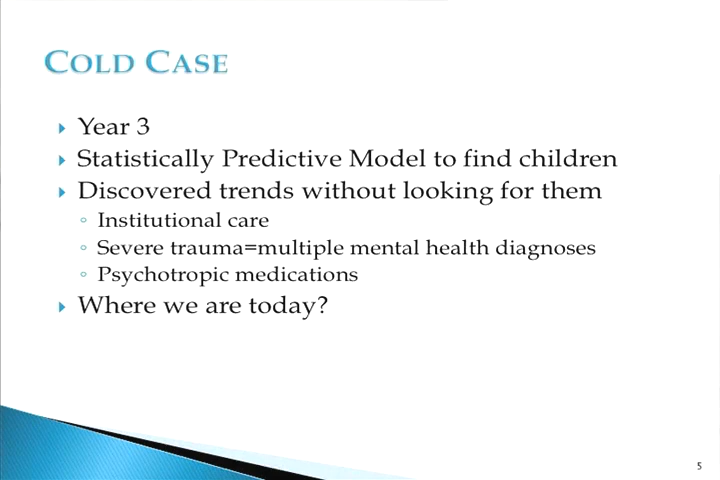 COLD CASE
Year 3
Statistically Predictive Model to find children
Discovered trends without looking for them
Institutional care
Severe trauma=multiple mental health diagnoses
Psychotropic medications
Where we are today?
5